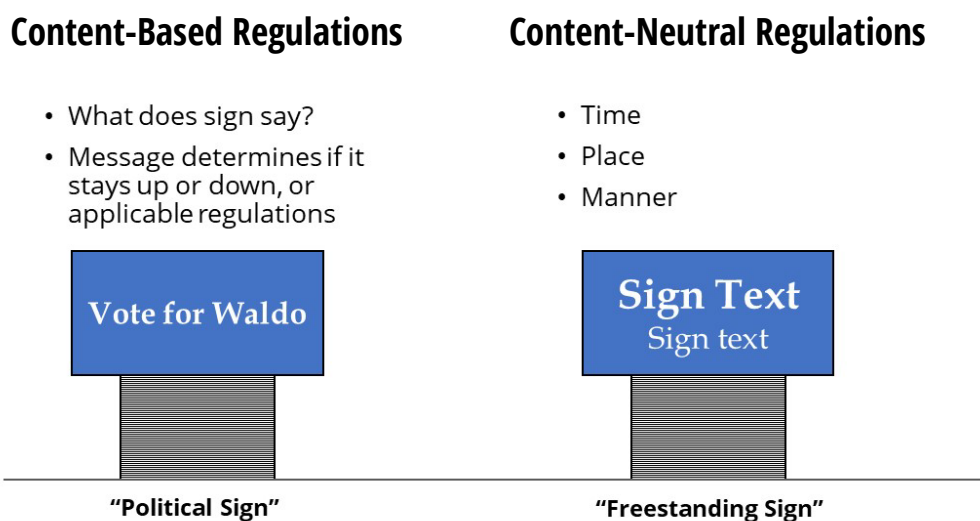 Content-Based Regulations
• What does sign say?
• Message determines if it
stays up or down, or
applicable regulations
Vote for Waldo
“Political Sign”
Content-Neutral Regulations
• Time
• Place
• Manner
Sign Text
Sign text
“Freestanding Sign”